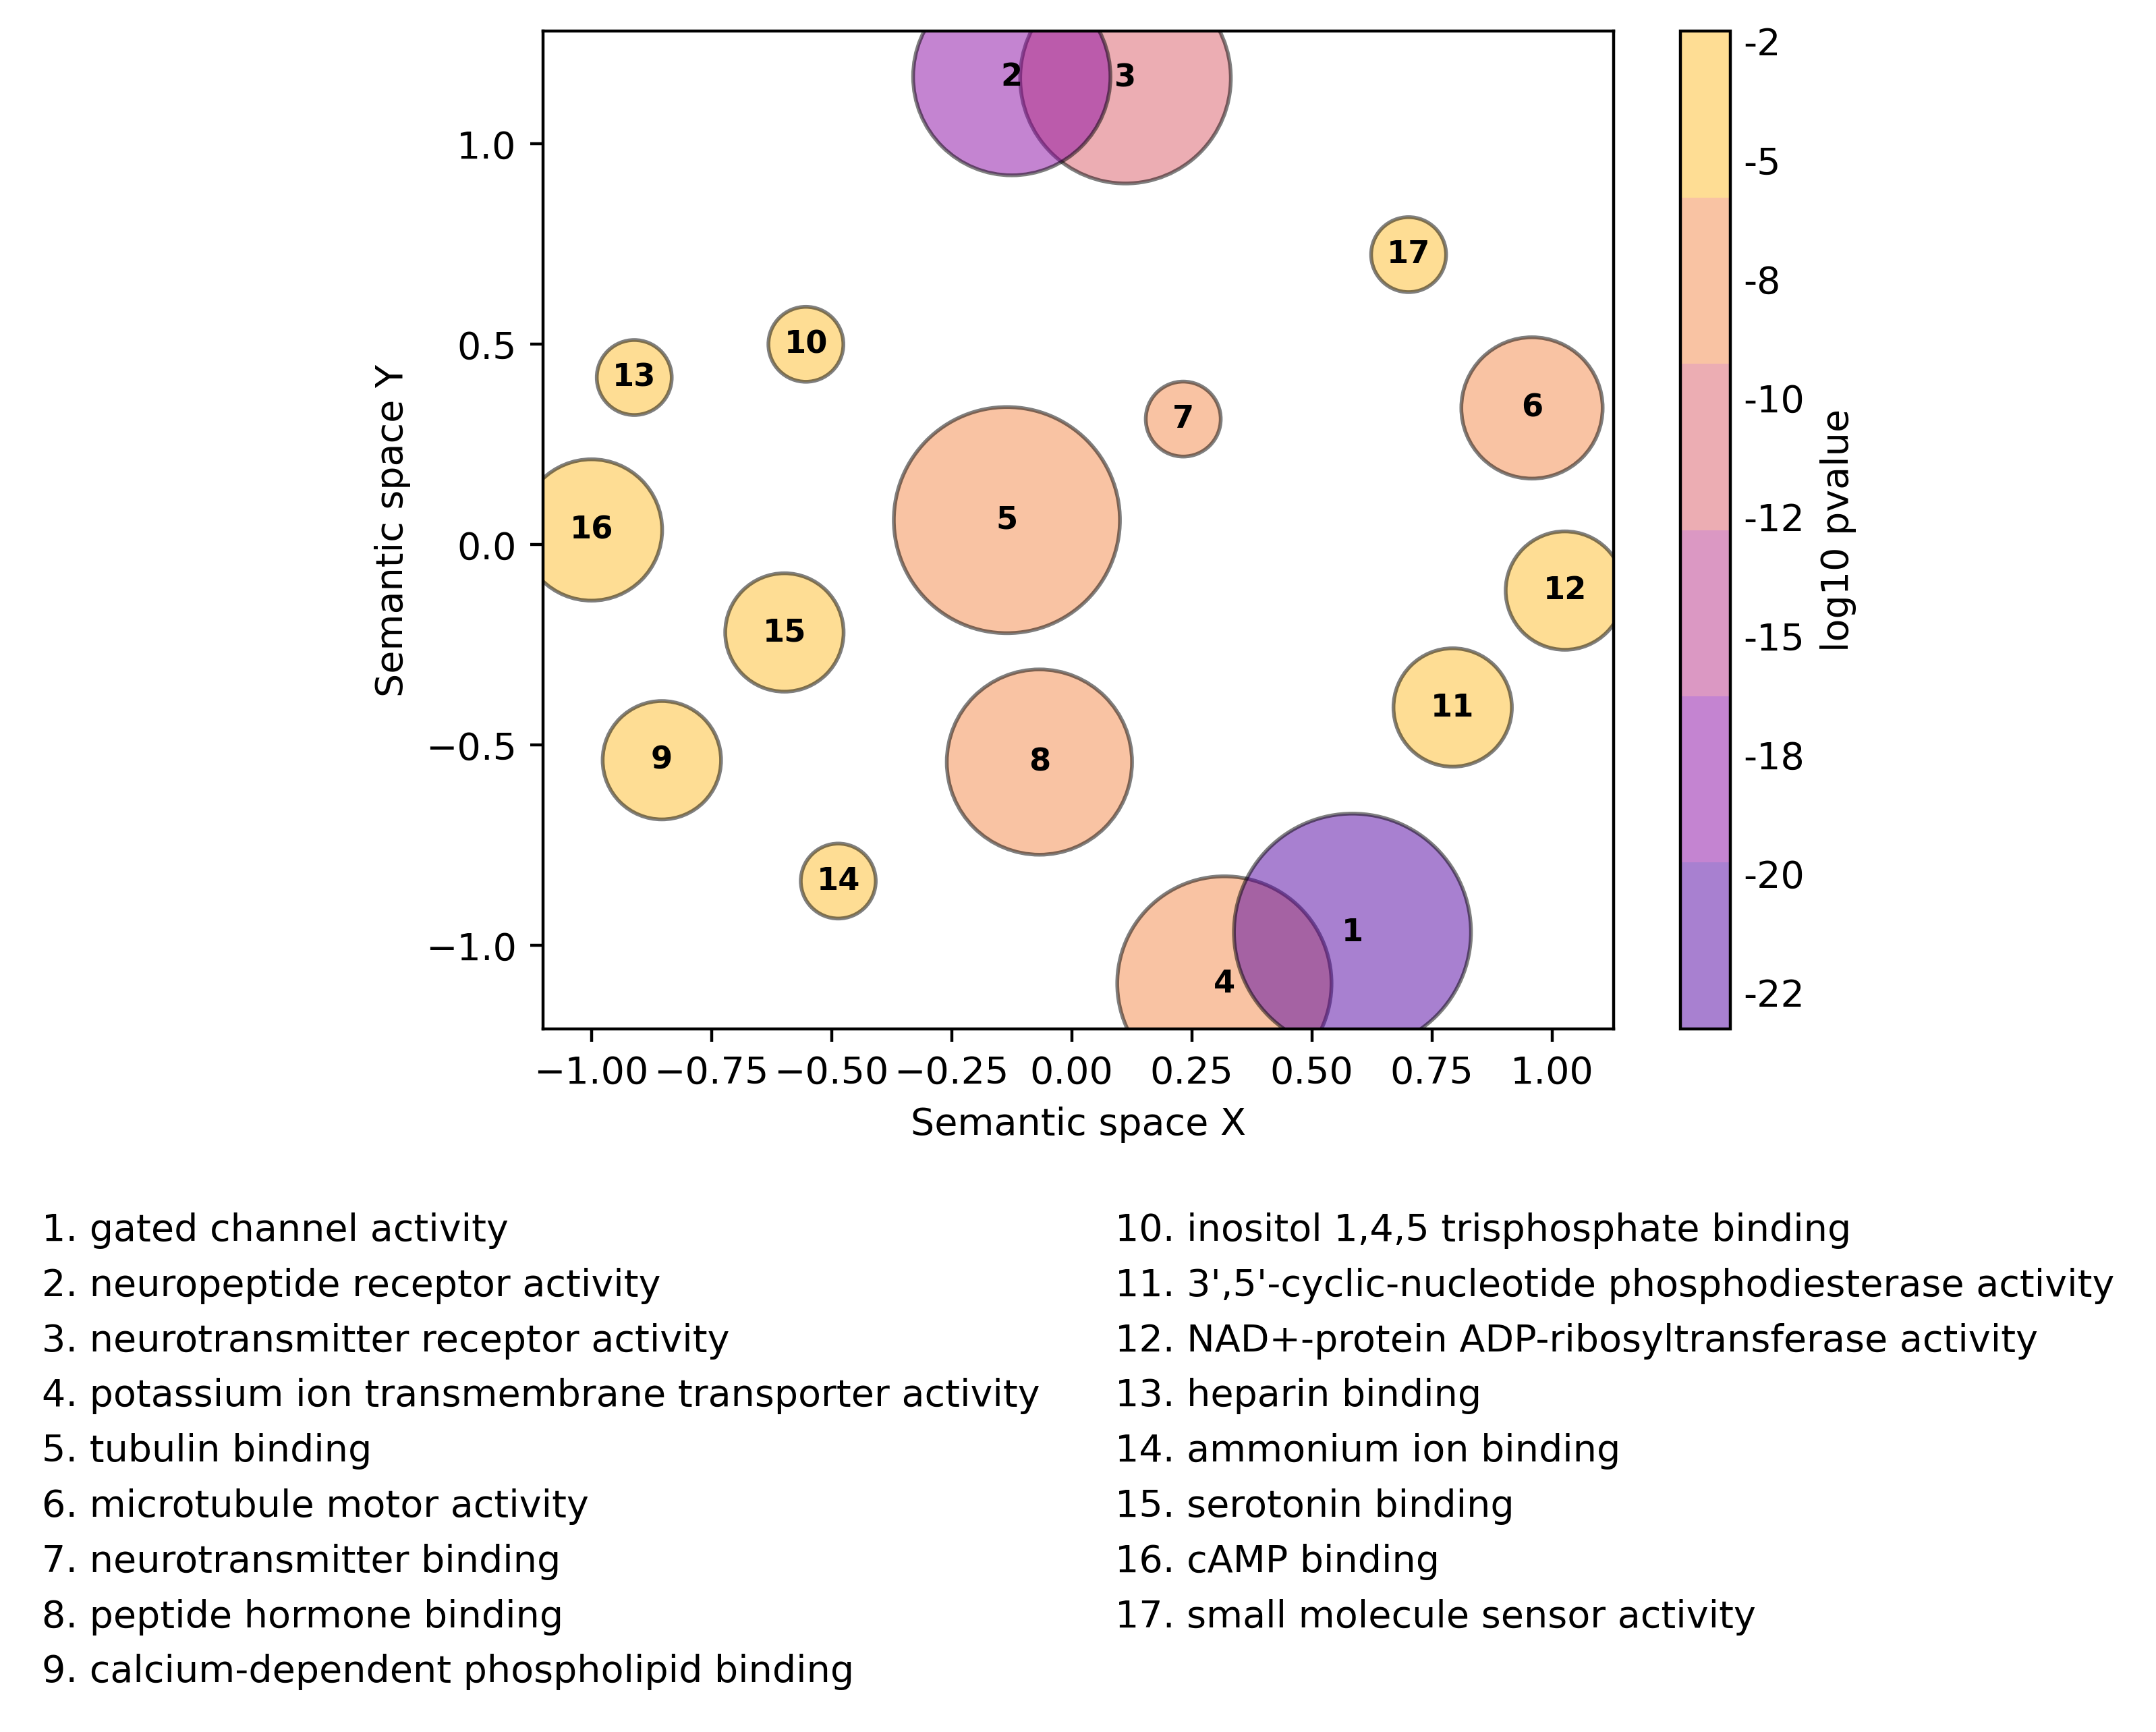 2
3
17
10
13
7
6
5
16
12
15
11
9
8
14
1
4
1.0
0.5
0.0
−0.5
−1.0
Semantic space Y
−1.00 −0.75 −0.50 −0.25 0.00 0.25 0.50 0.75 1.00
Semantic space X
-2
-5
-8
-10
-12
-15
-18
-20
-22
log10 pvalue
1. gated channel activity
2. neuropeptide receptor activity
3. neurotransmitter receptor activity
4. potassium ion transmembrane transporter activity
5. tubulin binding
6. microtubule motor activity
7. neurotransmitter binding
8. peptide hormone binding
9. calcium-dependent phospholipid binding
10. inositol 1,4,5 trisphosphate binding
11. 3',5'-cyclic-nucleotide phosphodiesterase activity
12. NAD+-protein ADP-ribosyltransferase activity
13. heparin binding
14. ammonium ion binding
15. serotonin binding
16. cAMP binding
17. small molecule sensor activity